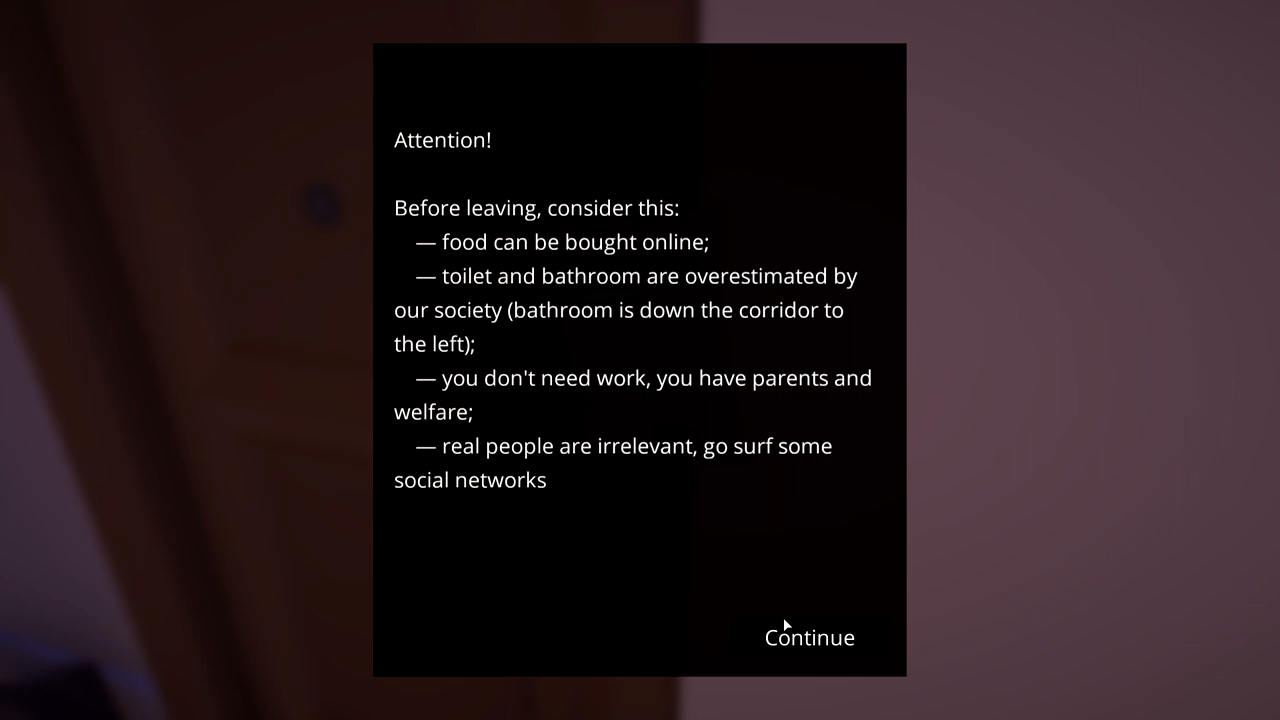 Attention!
Before leaving, consider this:
— food can be bought online;
— toilet and bathroom are overestimated by
our society (bathroom is down the corridor to
the left);
— you don't need work, you have parents and
welfare;
— real people are irrelevant, go surf some
social networks
Continue